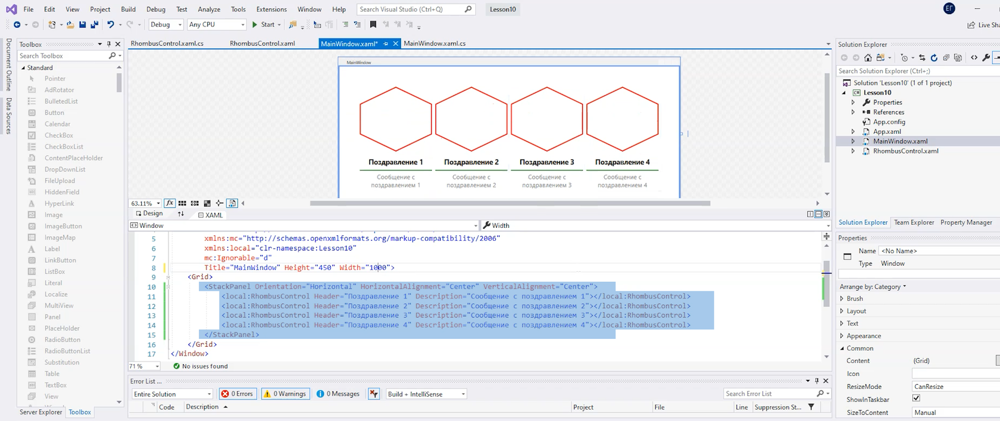 File Edit View Project Build Debug Test Analyze Tools Extensions Window Help Search Visual Studio (Ctrl+Q) Lesson10 ЕГ
Debug Any CPU Start Live Sha
Document Outline
Data Sources
Toolbox
Search Toolbox
Standard
Pointer
AdRotator
BulletedList
Button
Calendar
CheckBox
CheckBoxList
ContentPlaceHolder
DropDownList
FileUpload
HiddenField
HyperLink
Image
ImageButton
ImageMap
Label
LinkButton
ListBox
Literal
Localize
MultiView
Panel
PlaceHolder
RadioButton
RadioButtonList
Substitution
Table
TextBox
View
Server Explorer Toolbox
RhombusControl.xaml.cs RhombusControl.xaml MainWindow.xaml* MainWindow.xaml.cs
MainWindow
Поздравление 1 Поздравление 2 Поздравление 3 Поздравление 4
Сообщение с Сообщение с Сообщение с Сообщение с
поздравлением 1 поздравлением 2 поздравлением 3 поздравлением 4
63.11% fx
Design XAML
Window Width
5 xmlns:mc="http://schemas.openxmlformats.org/markup-compatibility/2006"
6 xmlns:local="clr-namespace:Lesson10"
7 mc:Ignorable="d"
8 Title="MainWindow" Height="450" Width="1000">
9 <Grid>
10 <StackPanel Orientation="Horizontal" HorizontalAlignment="Center" VerticalAlignment="Center">
11 <local:RhombusControl Header="Поздравление 1" Description="Сообщение с поздравлением 1"></local:RhombusControl>
12 <local:RhombusControl Header="Поздравление 2" Description="Сообщение с поздравлением 2"></local:RhombusControl>
13 <local:RhombusControl Header="Поздравление 3" Description="Сообщение с поздравлением 3"></local:RhombusControl>
14 <local:RhombusControl Header="Поздравление 4" Description="Сообщение с поздравлением 4"></local:RhombusControl>
15 </StackPanel>
16 </Grid>
17 </Window>
71 % No issues found
Error List ...
Entire Solution 0 Errors 0 Warnings 0 Messages Build + IntelliSense Search Error List
Code Description Project File Line Suppression St...
Solution Explorer
Search Solution Explorer (Ctrl+;)
Solution 'Lesson10' (1 of 1 project)
C# Lesson10
Properties
References
App.config
App.xaml
MainWindow.xaml
RhombusControl.xaml
Solution Explorer Team Explorer Property Manager
Properties
Name <No Name>
Type Window
Arrange by: Category
Brush
Layout
Text
Appearance
Common
Content (Grid)
Icon
ResizeMode CanResize
ShowInTaskbar
SizeToContent Manual